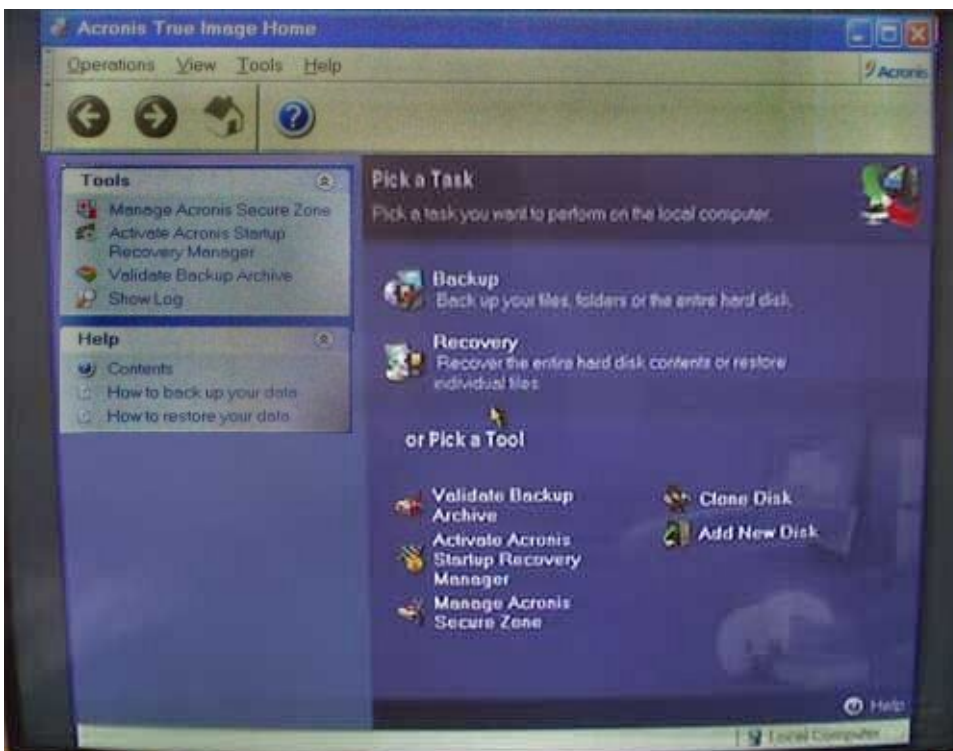 Acronis True Image Home
Operations View Tools Help
Acronis
Tools
Manage Acronis Secure Zone
Activate Acronis Startup
Recovery Manager
Validate Backup Archive
Show Log
Help
Contents
How to back up your data
How to restore your data
Pick a Task
Pick a task you want to perform on the local computer.
Backup
Back up your files, folders or the entire hard disk.
Recovery
Recover the entire hard disk contents or restore
individual files
or Pick a Tool
Validate Backup
Archive
Activate Acronis
Startup Recovery
Manager
Manage Acronis
Secure Zone
Clone Disk
Add New Disk
Help
Local Computer